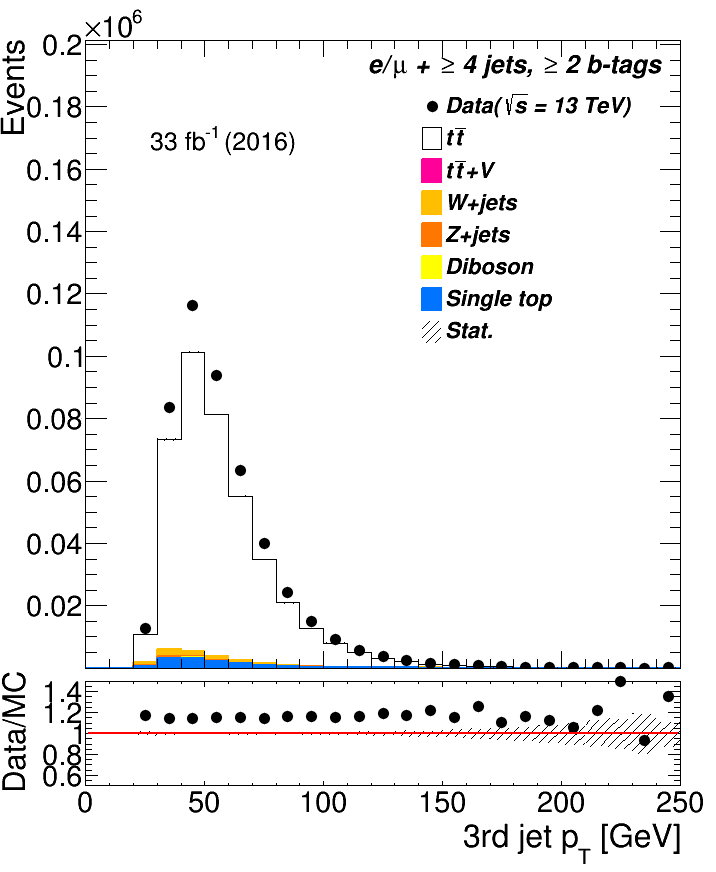 ×10⁶
Events
0.2
0.18
0.16
0.14
0.12
0.1
0.08
0.06
0.04
0.02
e/μ + ≥ 4 jets, ≥ 2 b-tags
33 fb⁻¹ (2016)
Data(√s = 13 TeV)
tt̅
tt̅+V
W+jets
Z+jets
Diboson
Single top
Stat.
Data/MC
1.4
1.2
1
0.8
0.6
0 50 100 150 200 250
3rd jet p_T [GeV]